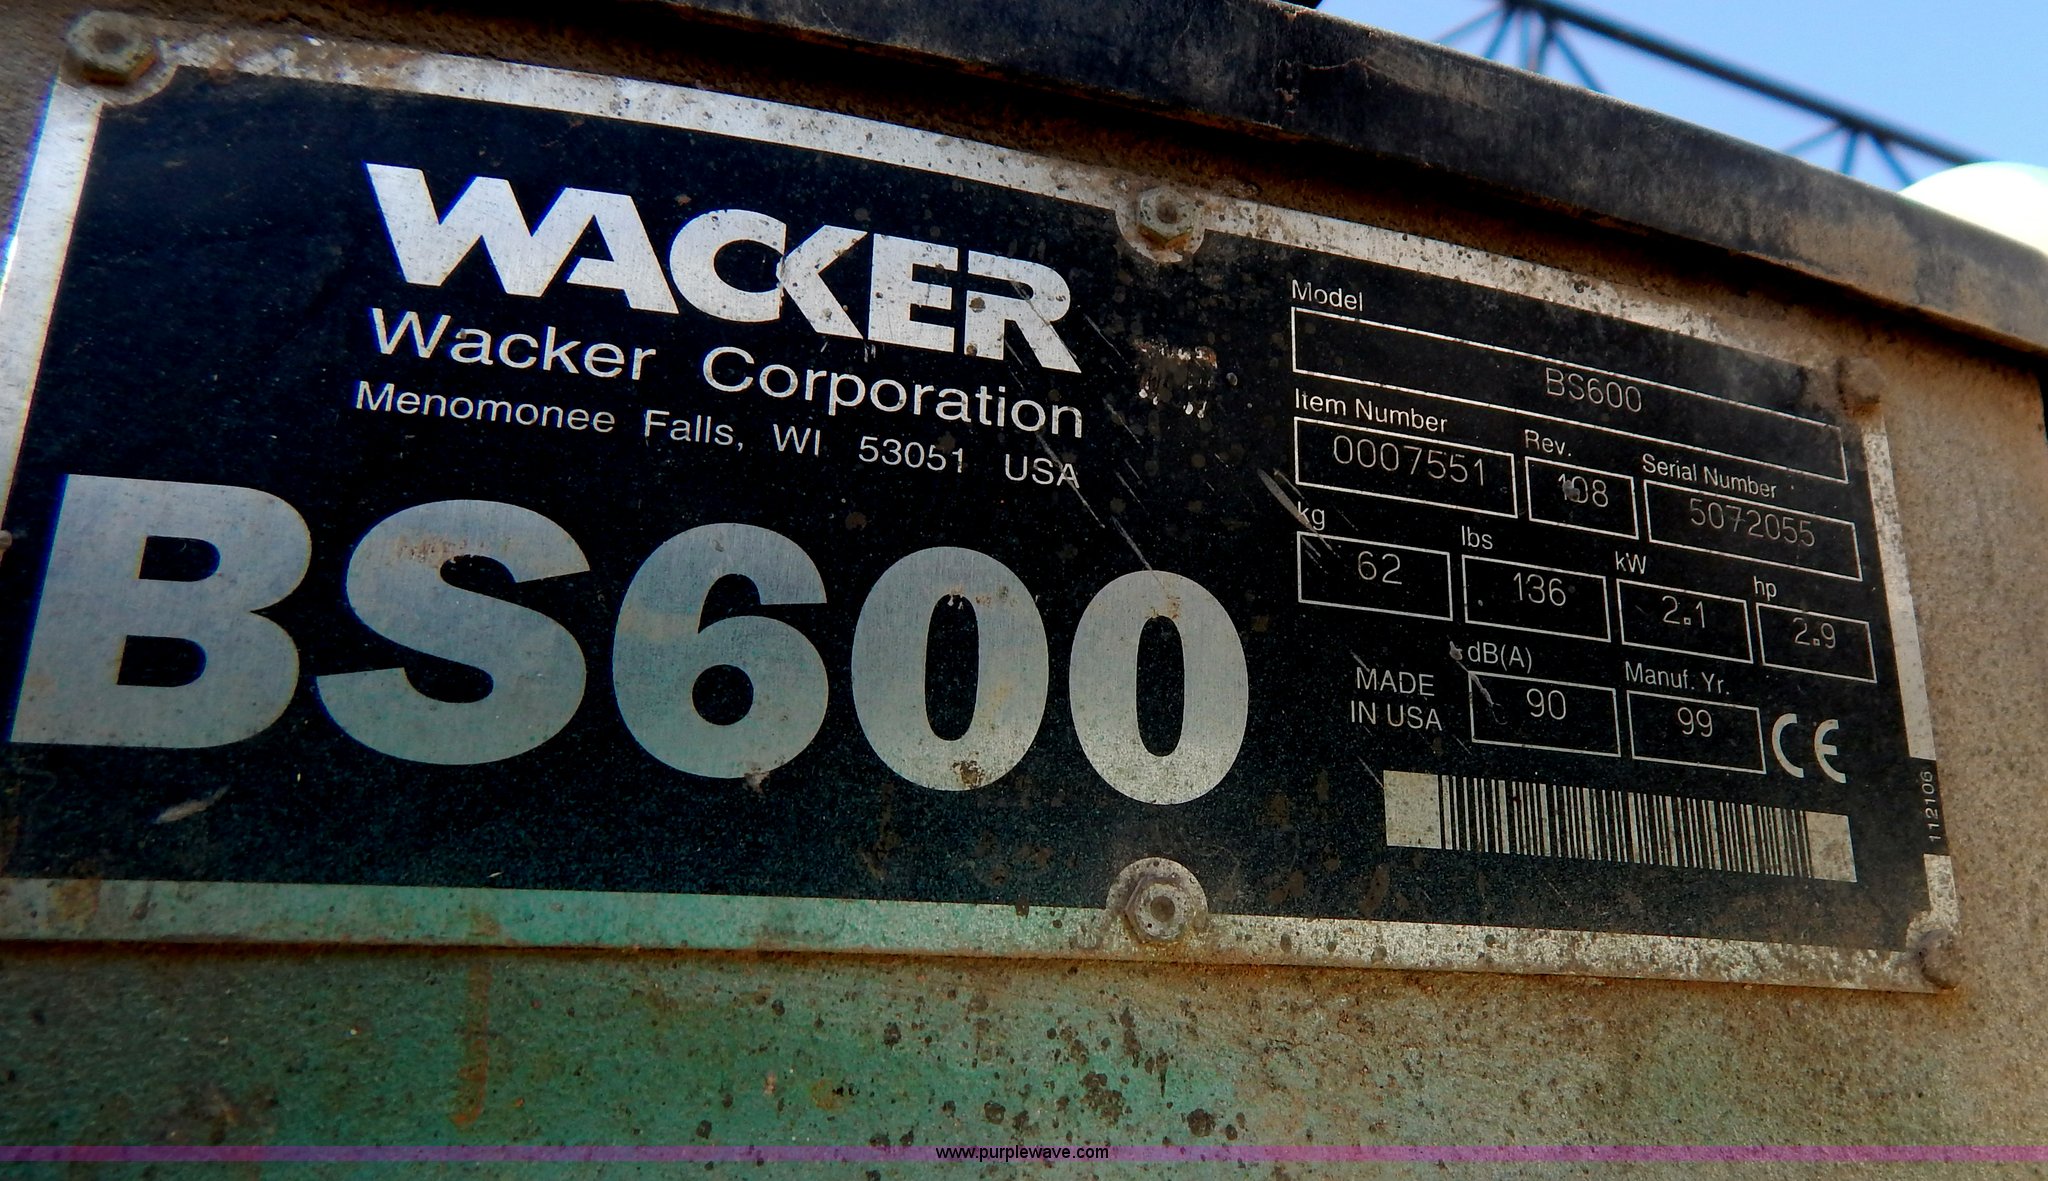 WACKER
Wacker Corporation
Menomonee Falls, WI 53051 USA
BS600
Model
BS600
Item Number Rev. Serial Number
0007551 108 5072055
kg lbs kW hp
62 136 2.1 2.9
dB(A) Manuf. Yr.
MADE
IN USA
90 99 CE
112106
www.purplewave.com